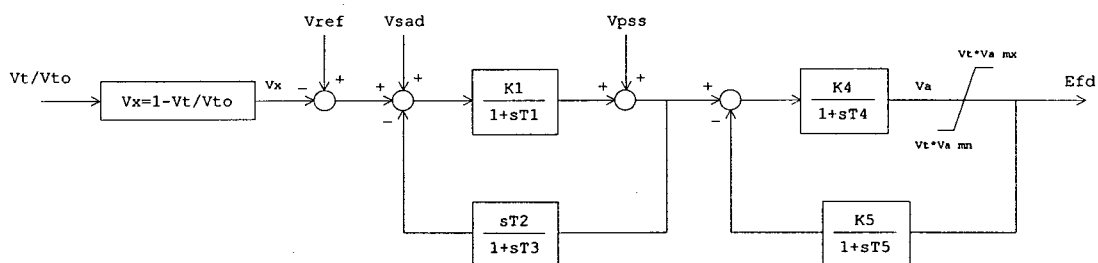 Vref
Vsad
Vpss
Vt*Va mx
Vt/Vto
Vx=1-Vt/Vto
Vx
-
+
+
+
-
K1
1+sT1
+
+
+
-
K4
1+sT4
Va
Efd
Vt*Va mn
sT2
1+sT3
K5
1+sT5